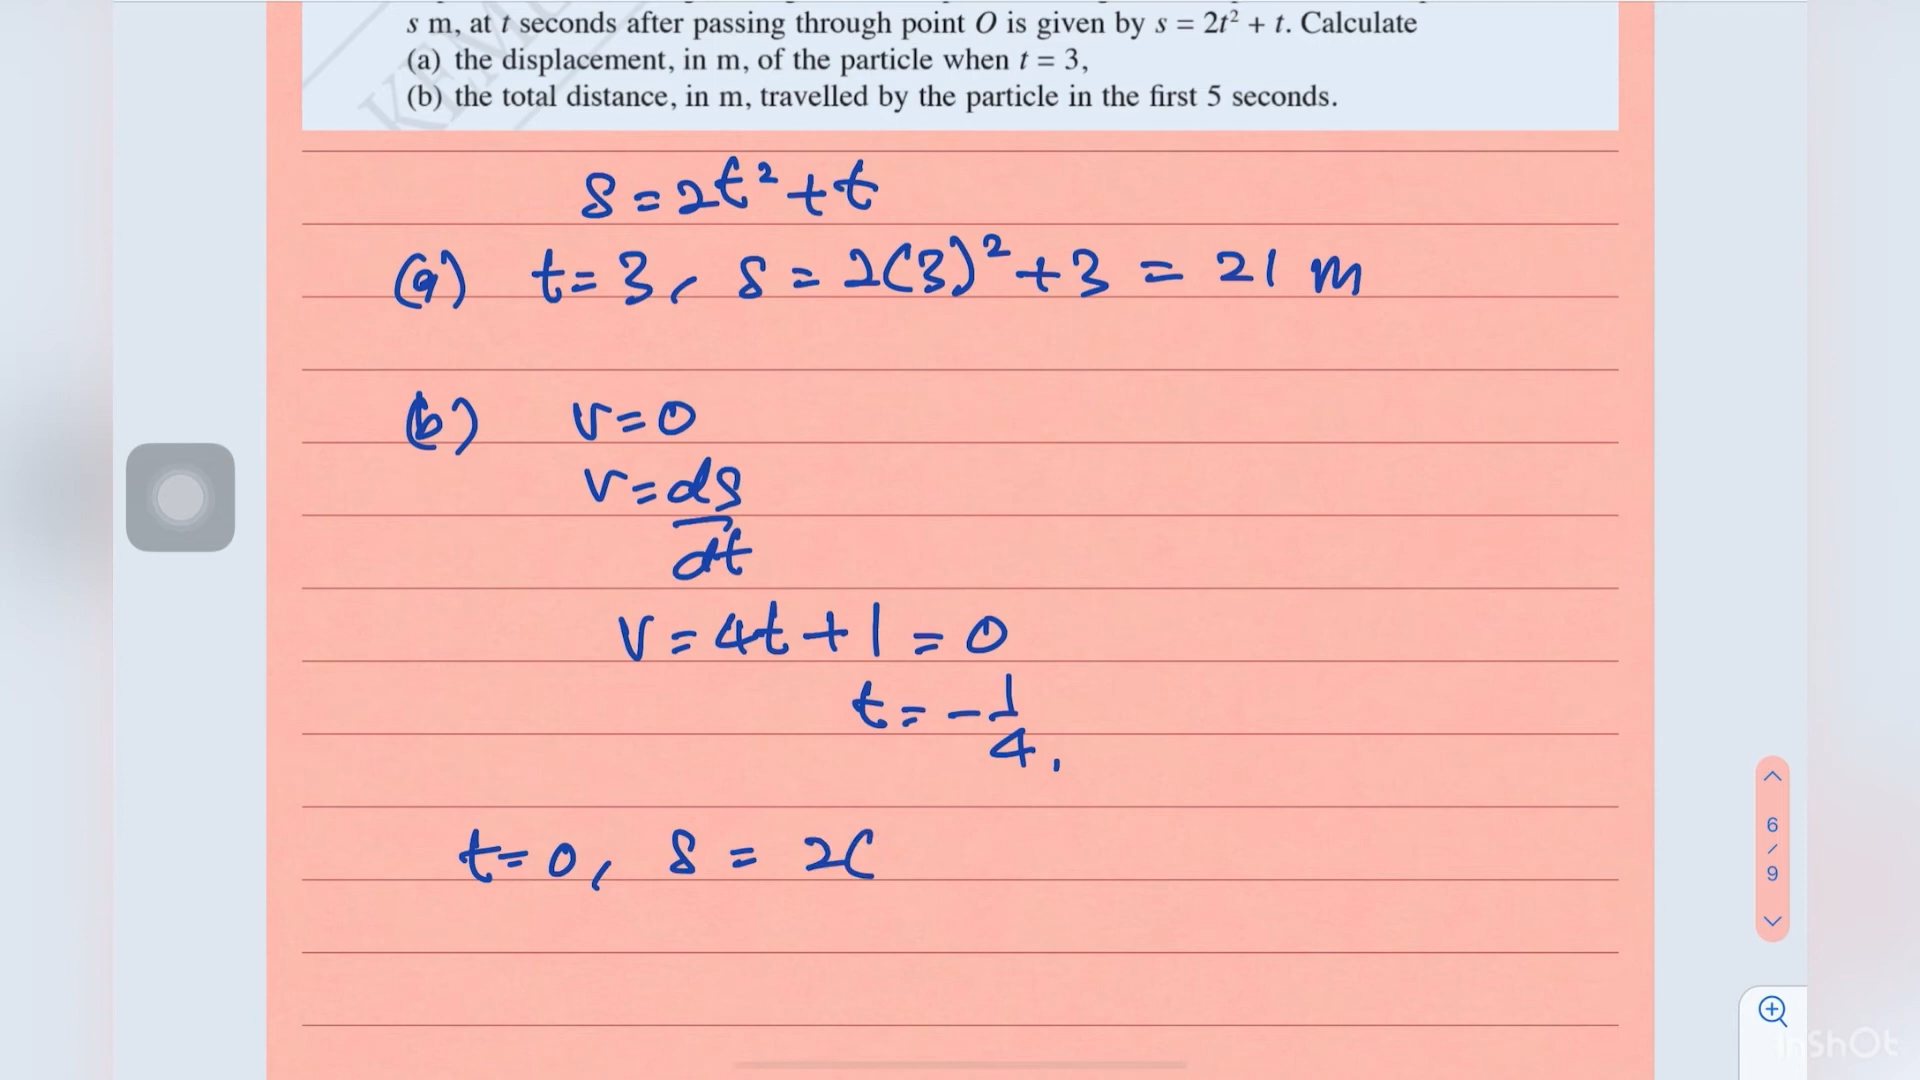 s m, at t seconds after passing through point O is given by s = 2t² + t. Calculate
(a) the displacement, in m, of the particle when t = 3,
(b) the total distance, in m, travelled by the particle in the first 5 seconds.
s = 2t² + t
(a) t = 3, s = 2(3)² + 3 = 21 m
(b) v = 0
v = ds
dt
v = 4t + 1 = 0
t = - 1
4 ,
t = 0, s = 2(
6
/
9
InShOt